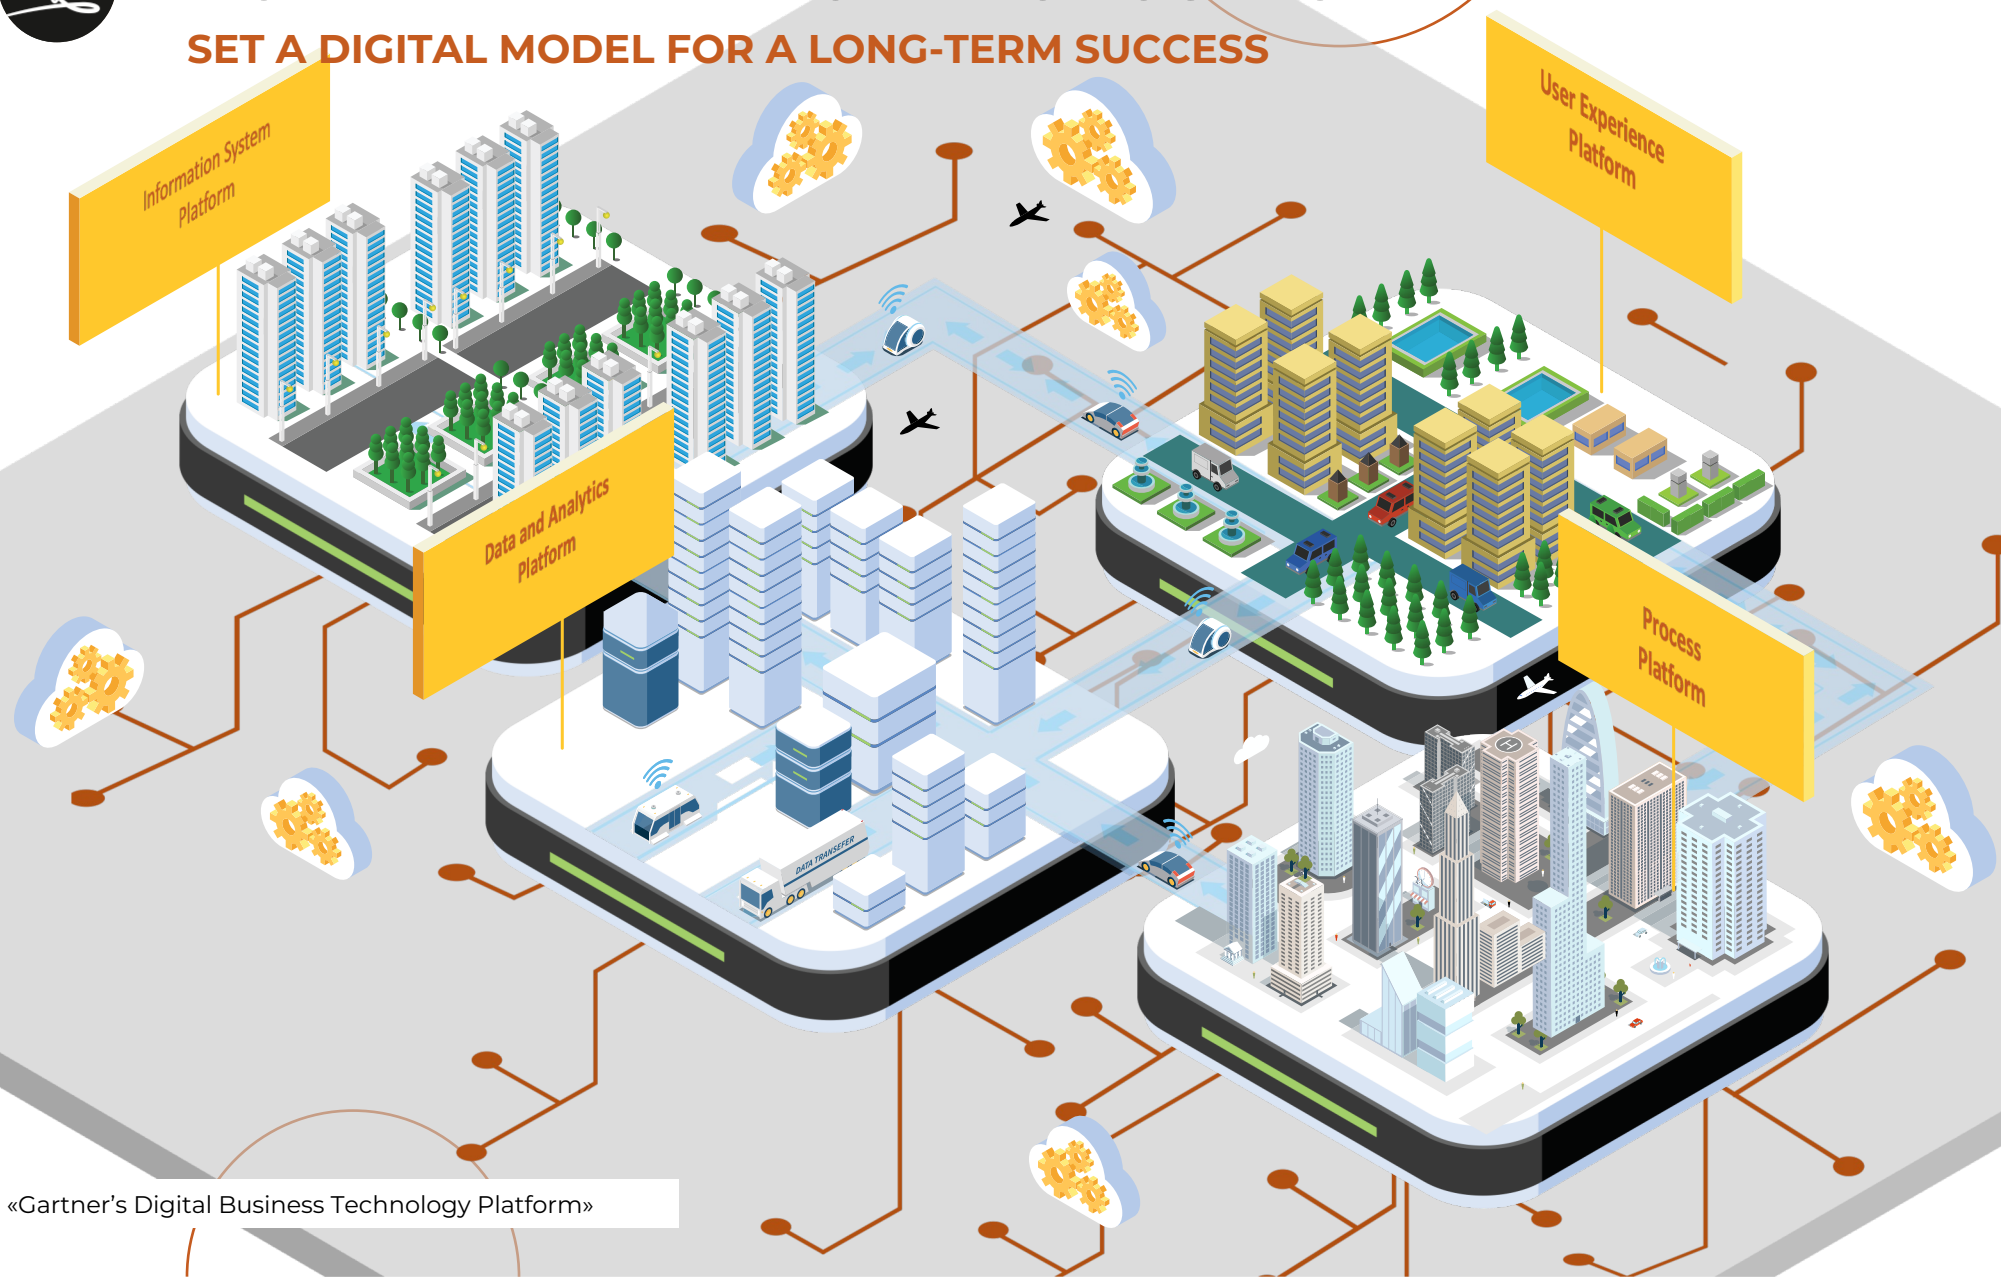 SET A DIGITAL MODEL FOR A LONG-TERM SUCCESS
Information System
Platform
User Experience
Platform
Data and Analytics
Platform
Process
Platform
DATA TRANSEFER
H
«Gartner’s Digital Business Technology Platform»